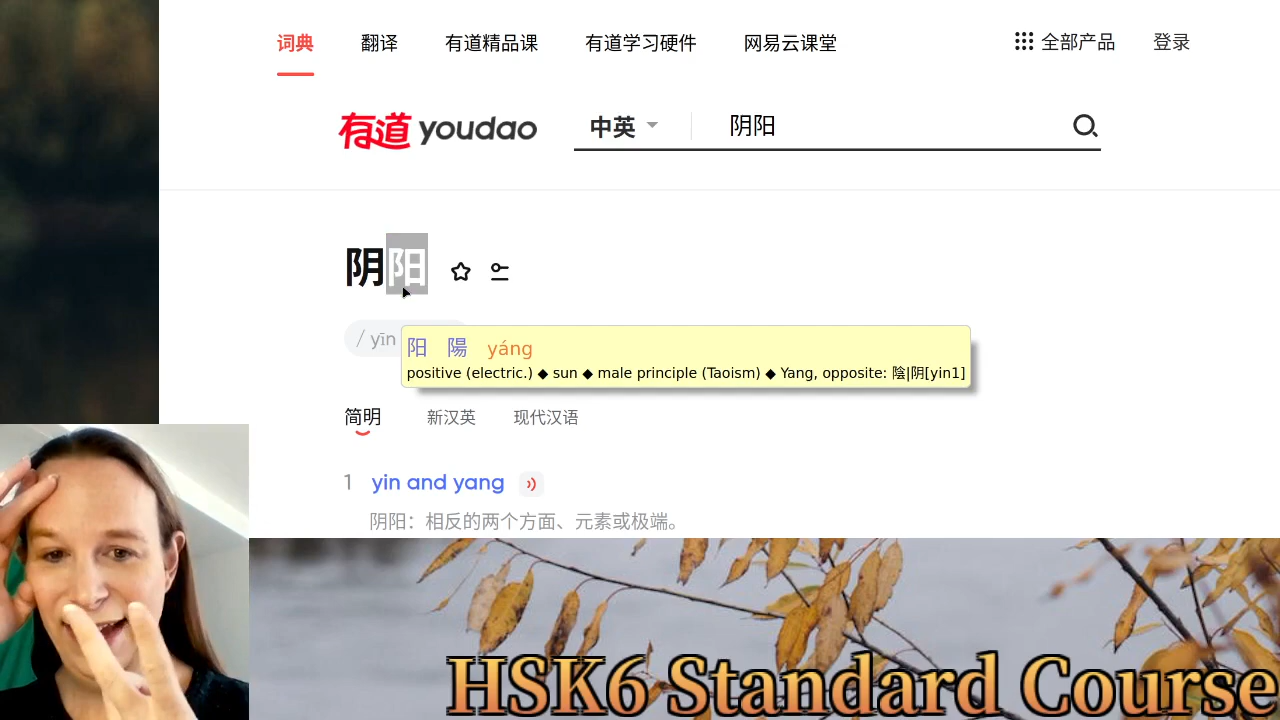 词典 翻译 有道精品课 有道学习硬件 网易云课堂 全部产品 登录
有道 youdao 中英 阴阳
阴阳
/ yīn
阳 陽 yáng
positive (electric.) ◆ sun ◆ male principle (Taoism) ◆ Yang, opposite: 陰|阴[yin1]
简明 新汉英 现代汉语
1 yin and yang
阴阳：相反的两个方面、元素或极端。
HSK6 Standard Course